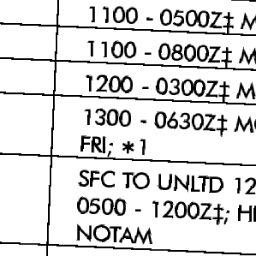 1100 - 0500Z‡ M
1100 - 0800Z‡ M
1200 - 0300Z‡ M
1300 - 0630Z‡ M
FRI; *1
SFC TO UNLTD 12
0500 - 1200Z‡; H
NOTAM